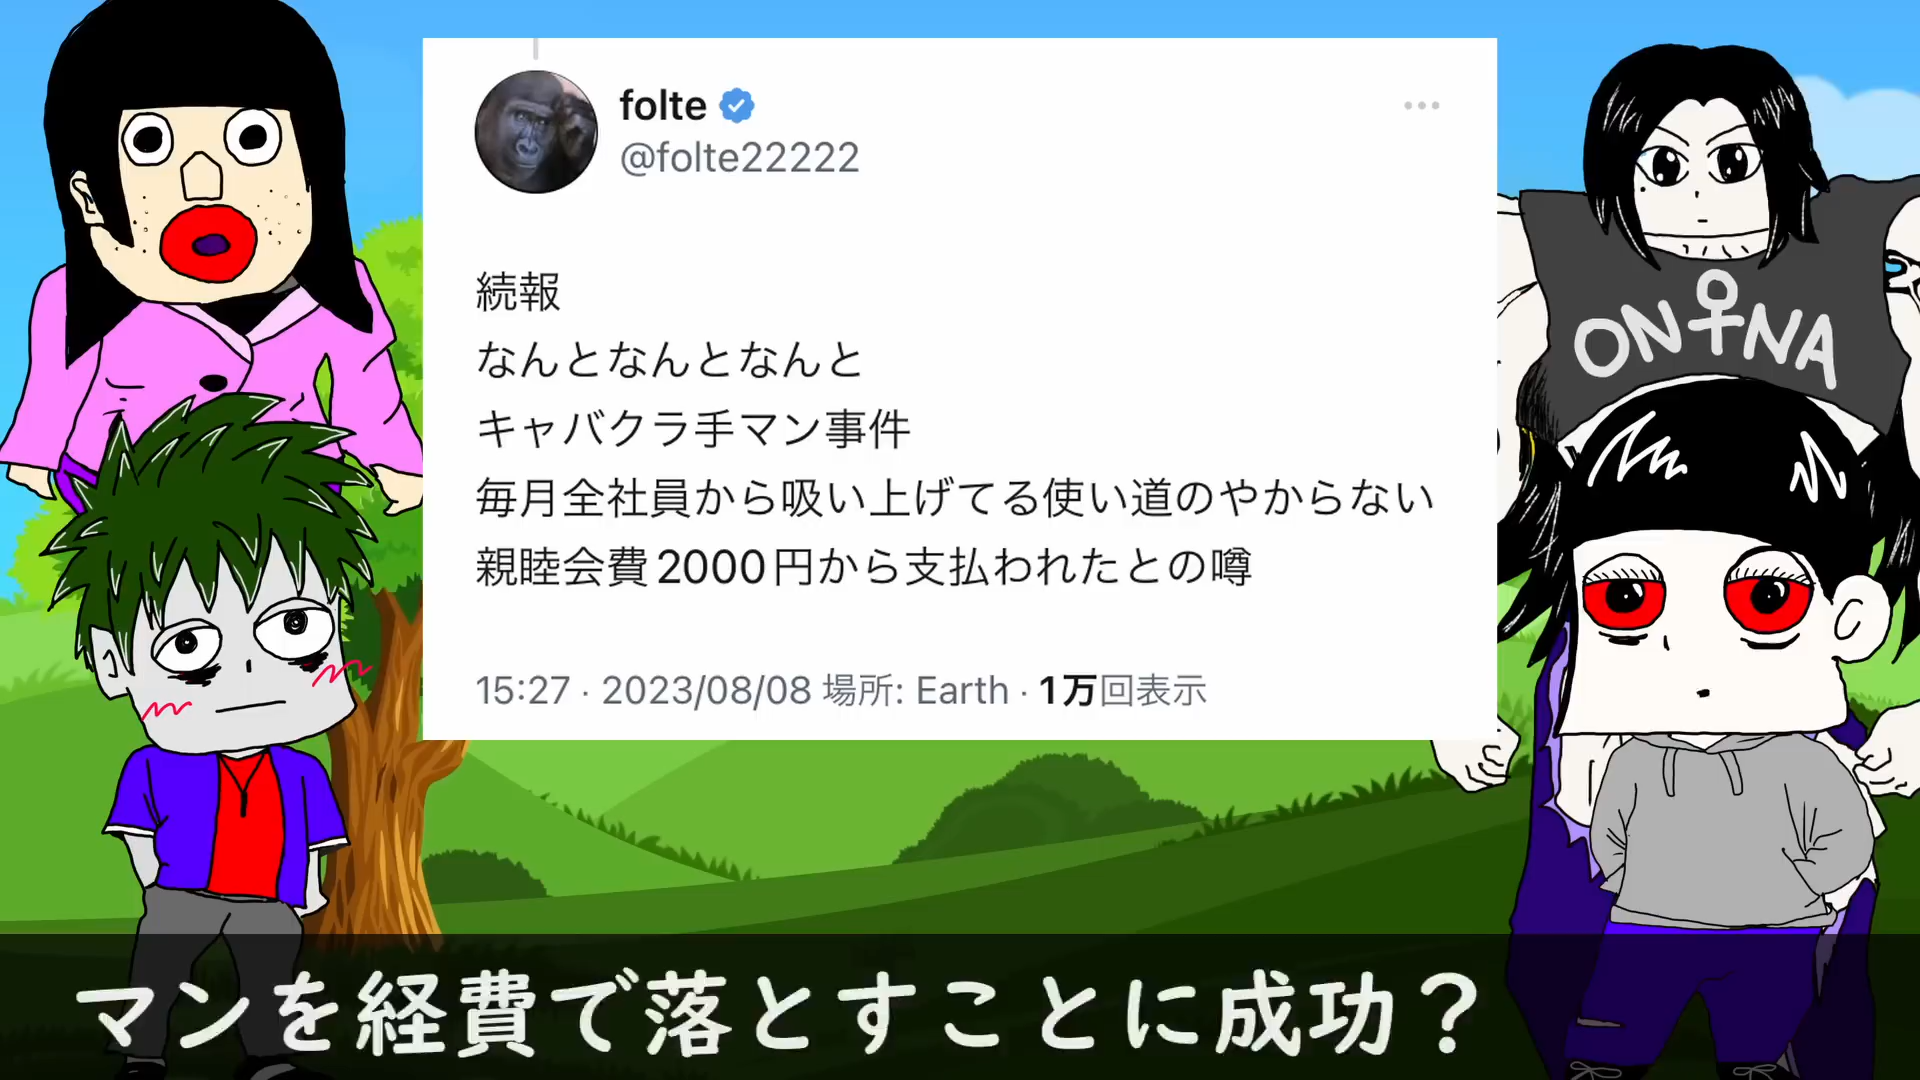 folte
@folte22222
続報
なんとなんとなんと
キャバクラ手マン事件
毎月全社員から吸い上げてる使い道のやからない
親睦会費2000円から支払われたとの噂
15:27 · 2023/08/08 場所: Earth · 1万回表示
ON♀NA
マンを経費で落とすことに成功？